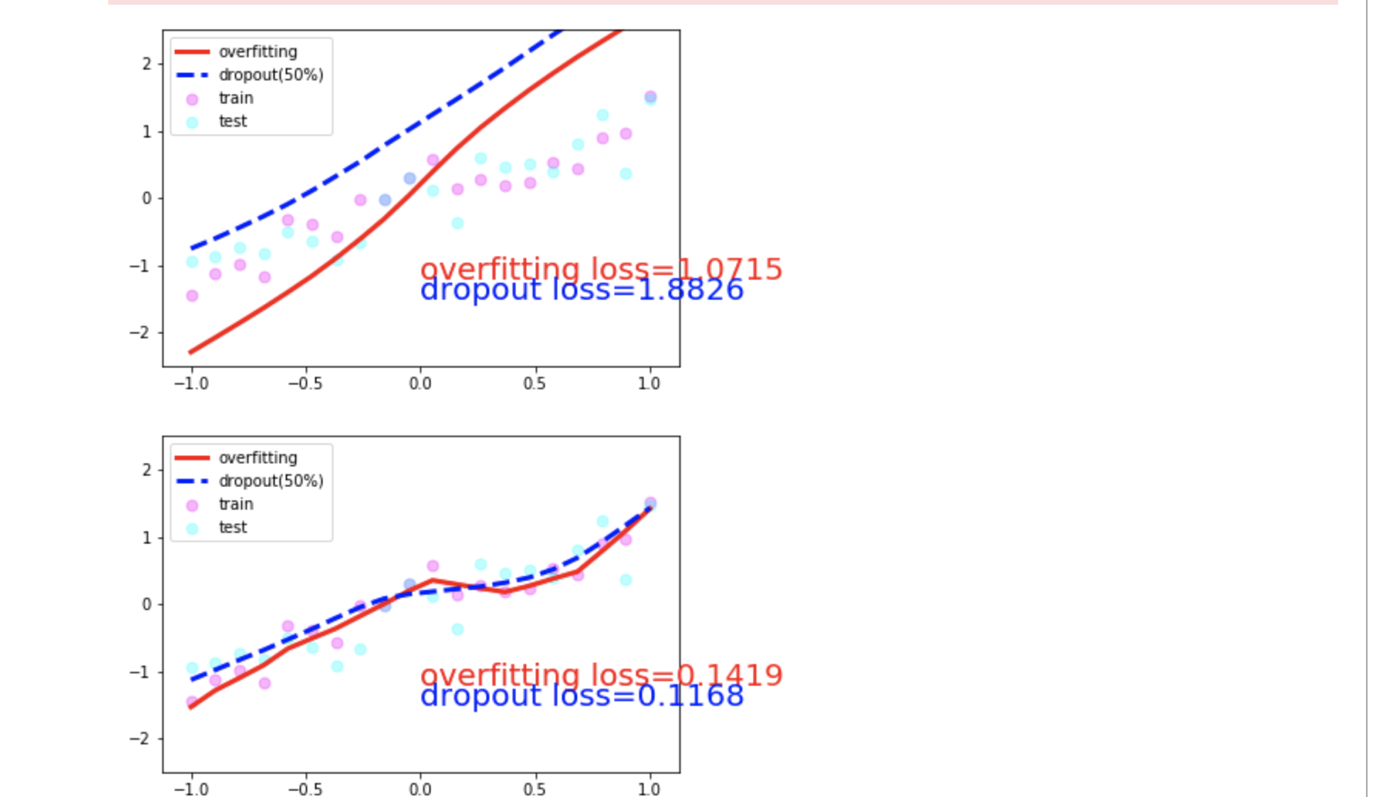 overfitting
dropout(50%)
train
test
2
1
0
−1
−2
overfitting loss=1.0715
dropout loss=1.8826
−1.0 −0.5 0.0 0.5 1.0
overfitting
dropout(50%)
train
test
2
1
0
−1
−2
overfitting loss=0.1419
dropout loss=0.1168
−1.0 −0.5 0.0 0.5 1.0